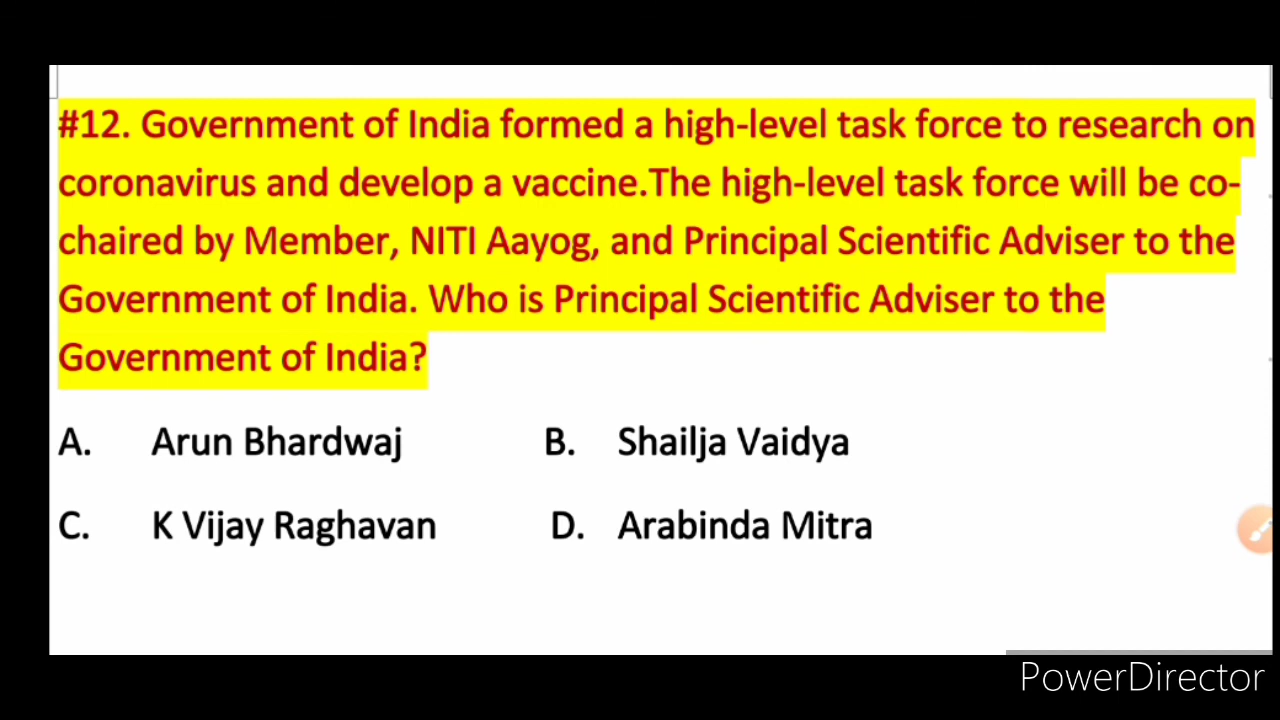 #12. Government of India formed a high-level task force to research on
coronavirus and develop a vaccine.The high-level task force will be co-
chaired by Member, NITI Aayog, and Principal Scientific Adviser to the
Government of India. Who is Principal Scientific Adviser to the
Government of India?
A. Arun Bhardwaj B. Shailja Vaidya
C. K Vijay Raghavan D. Arabinda Mitra
PowerDirector